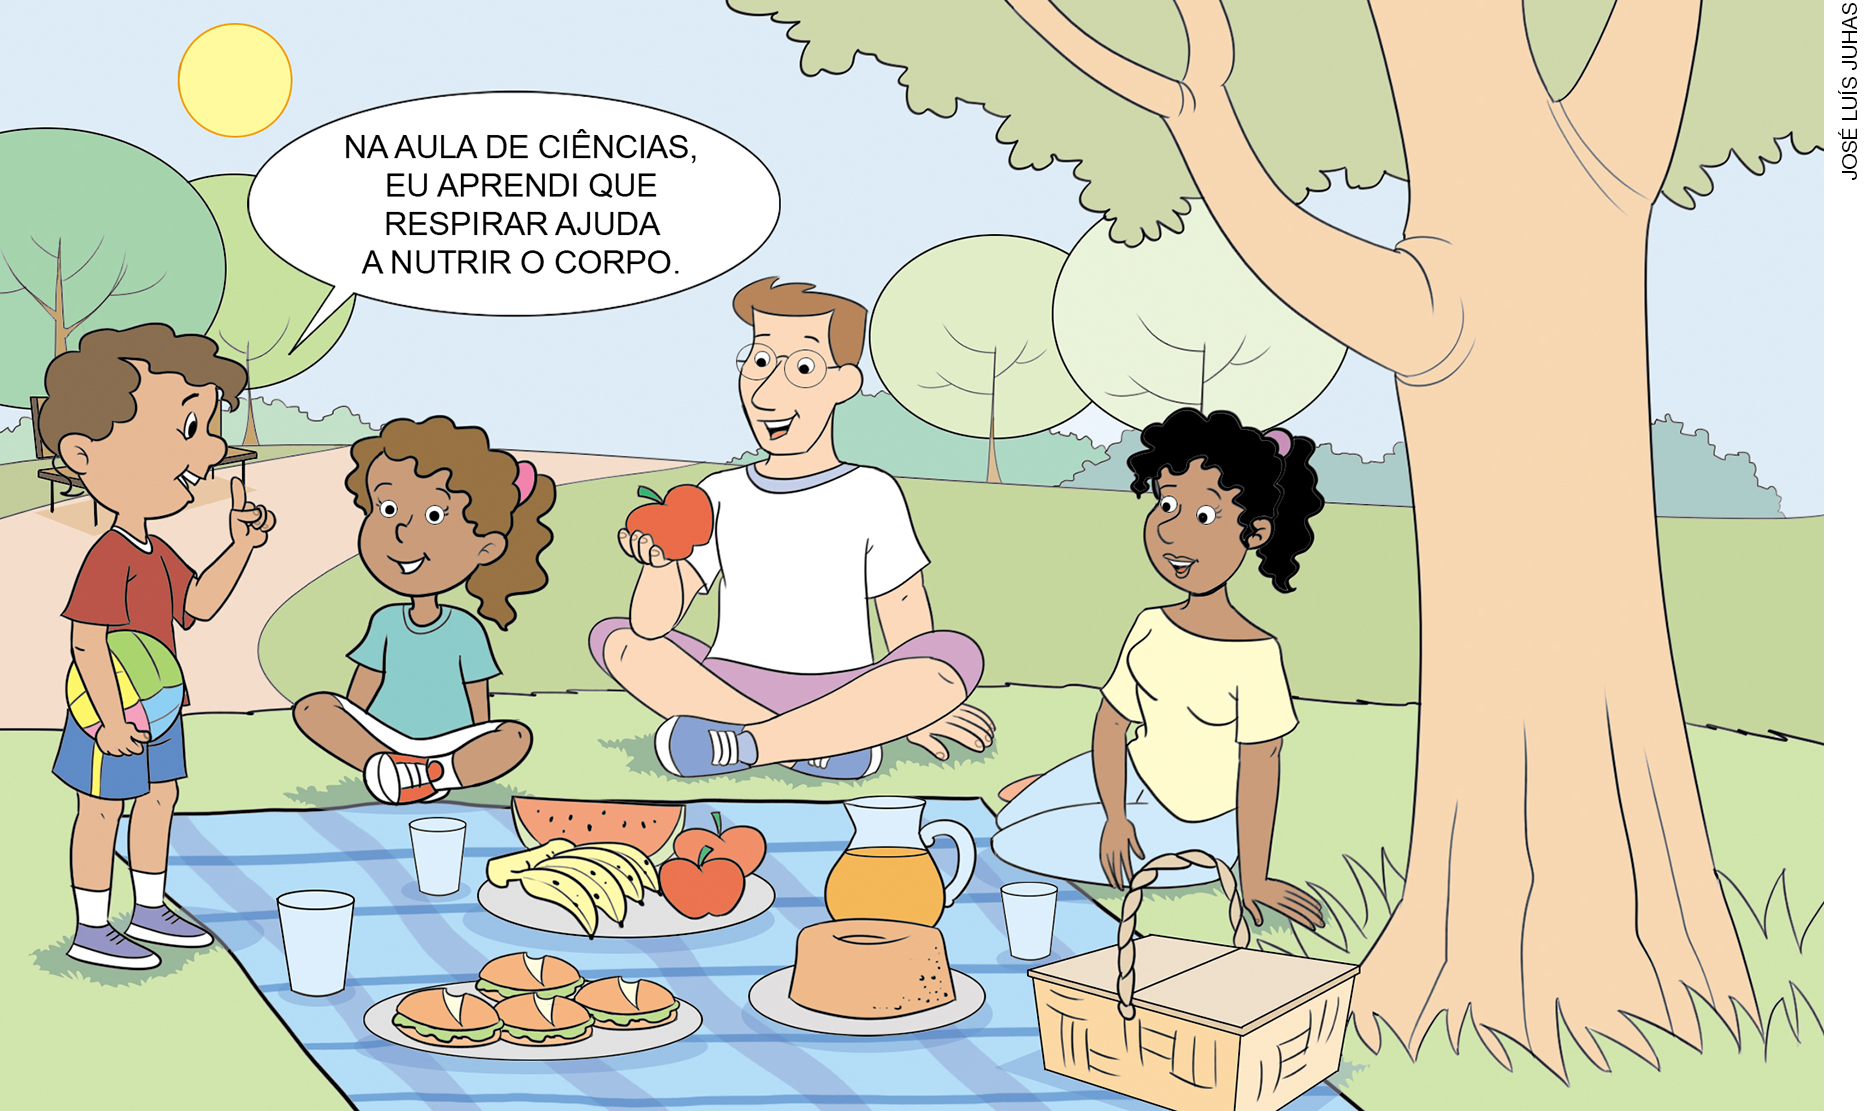 NA AULA DE CIÊNCIAS,
EU APRENDI QUE
RESPIRAR AJUDA
A NUTRIR O CORPO.
JOSÉ LUÍS JUHAS